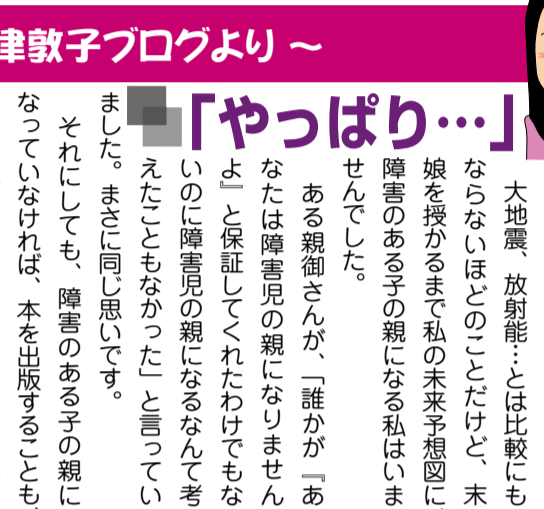 津敦子ブログより ~
「やっぱり…」
大地震、放射能…とは比較にも
ならないほどのことだけど、末
娘を授かるまで私の未来予想図に、
障害のある子の親になる私はいま
せんでした。
ある親御さんが、「誰かが『あ
なたは障害児の親になりません
よ』と保証してくれたわけでもな
いのに障害児の親になるなんて考
えたこともなかった」と言ってい
ました。まさに同じ思いです。
それにしても、障害のある子の親に
なっていなければ、本を出版することも、